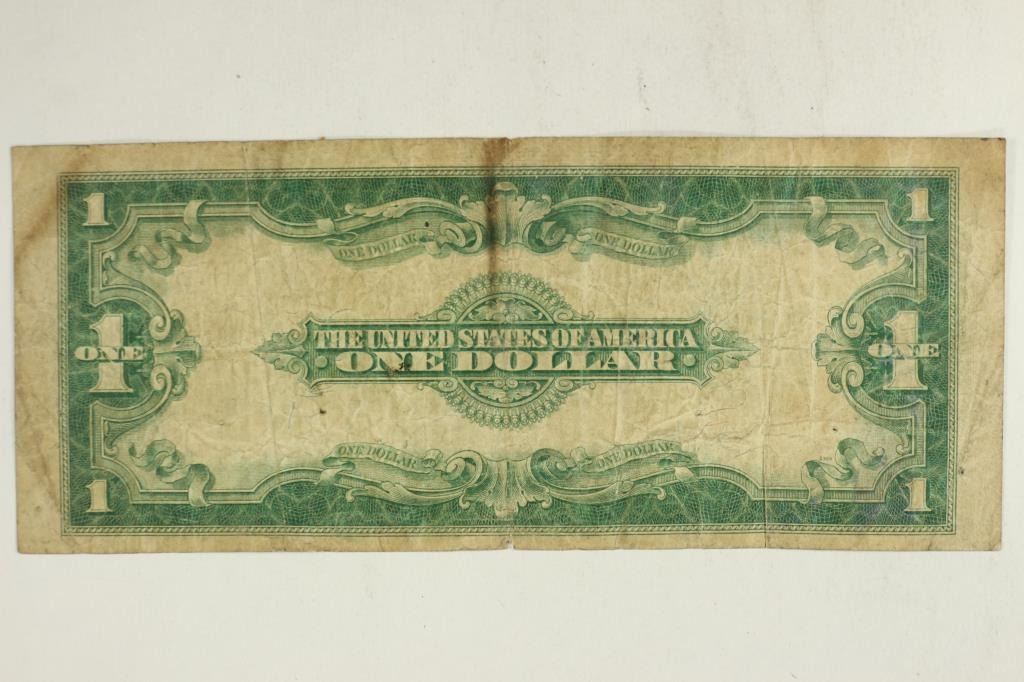 1 1
ONE DOLLAR ONE DOLLAR
THE UNITED STATES OF AMERICA
1 ONE ONE DOLLAR. 1 ONE
ONE DOLLAR ONE DOLLAR
1 1